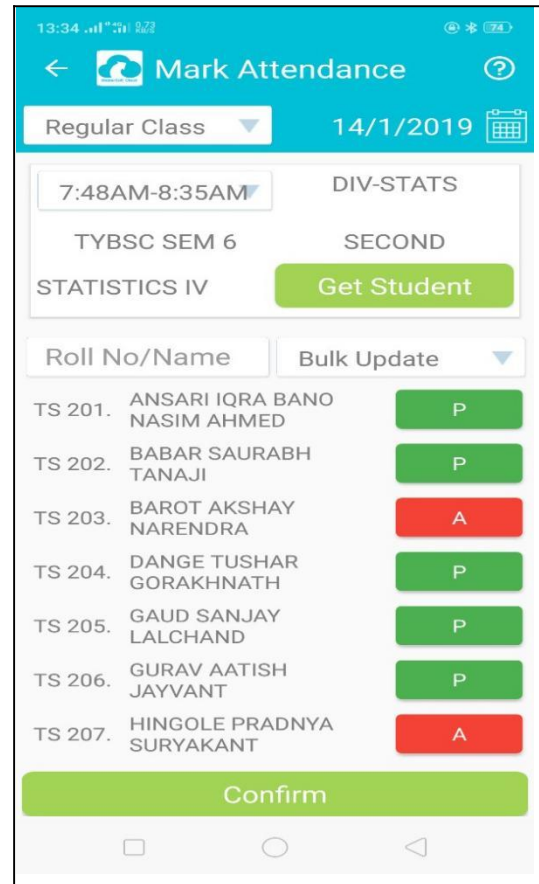 13:34
74
Mark Attendance
Regular Class 14/1/2019
7:48AM-8:35AM DIV-STATS
TYBSC SEM 6 SECOND
STATISTICS IV Get Student
Roll No/Name Bulk Update
TS 201. ANSARI IQRA BANO P
NASIM AHMED
TS 202. BABAR SAURABH P
TANAJI
TS 203. BAROT AKSHAY A
NARENDRA
TS 204. DANGE TUSHAR P
GORAKHNATH
TS 205. GAUD SANJAY P
LALCHAND
TS 206. GURAV AATISH P
JAYVANT
TS 207. HINGOLE PRADNYA A
SURYAKANT
Confirm